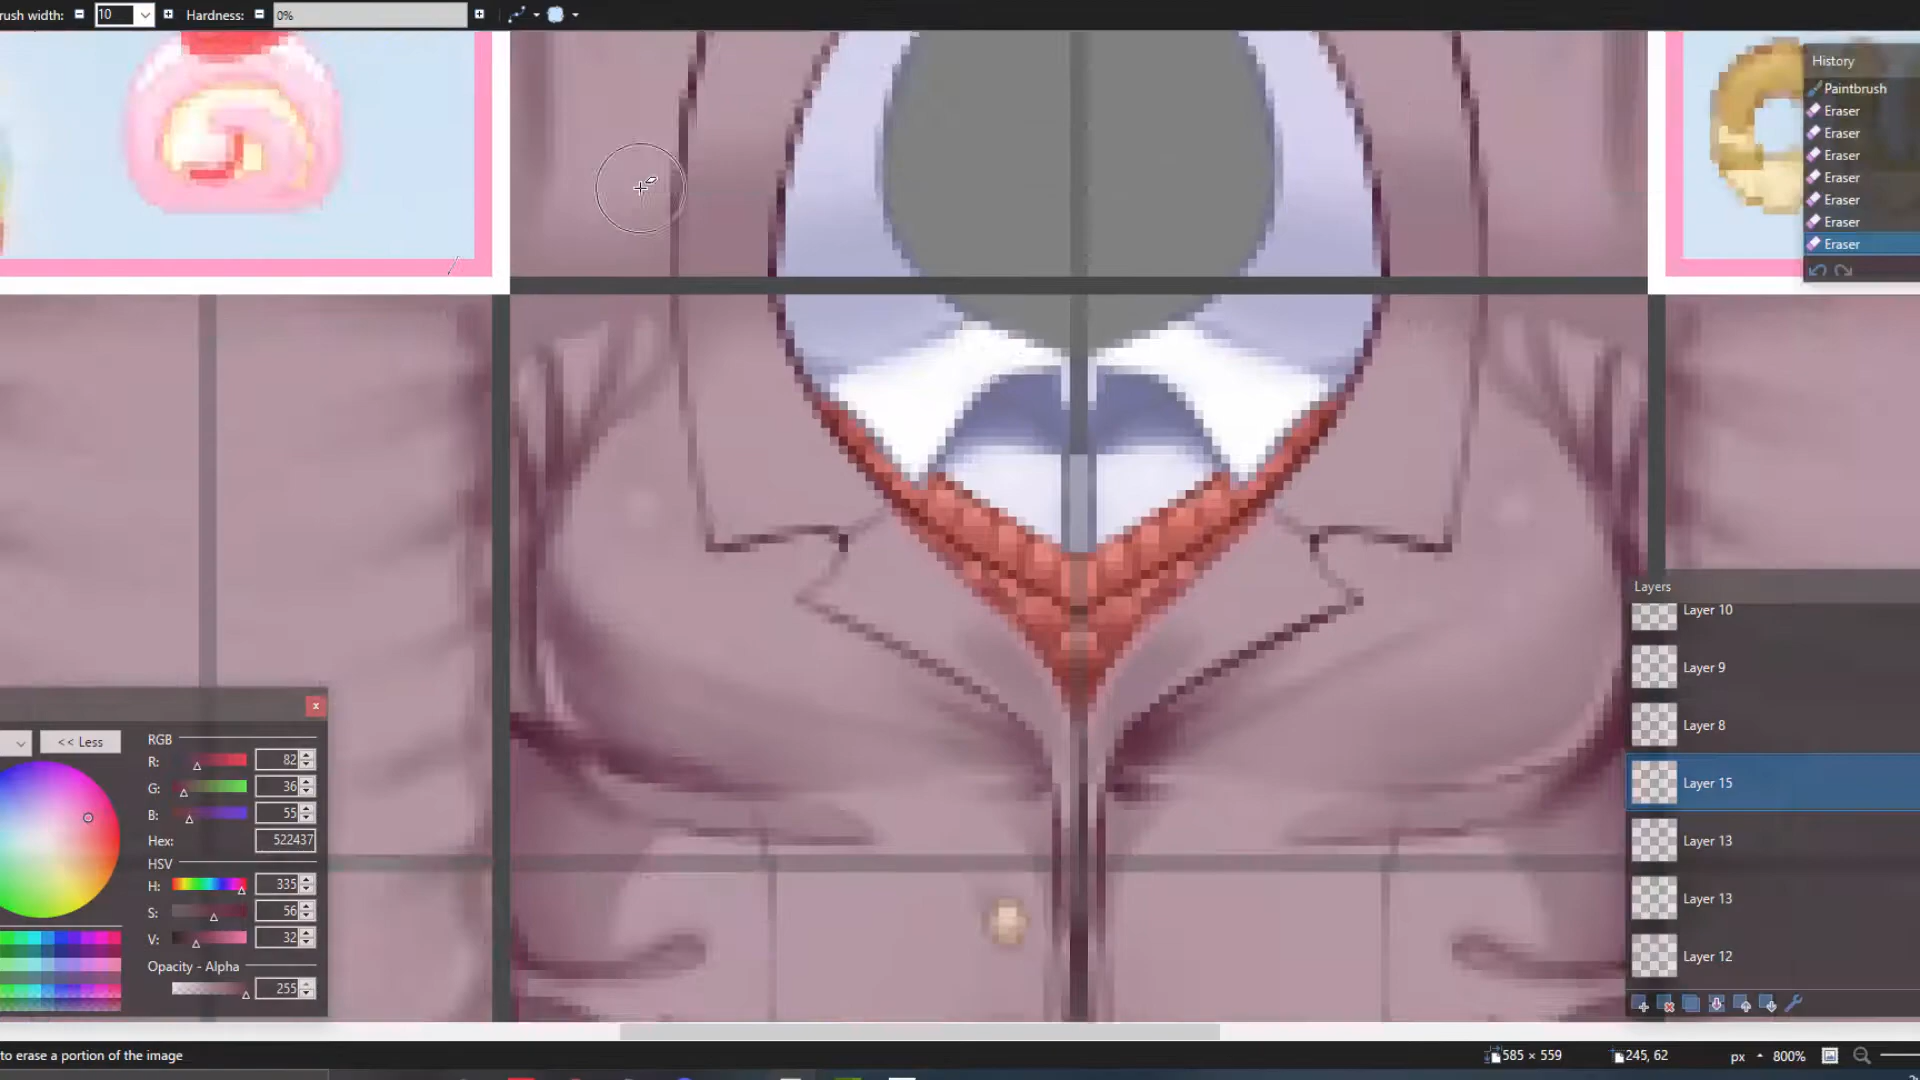 rush width: 10 Hardness: 0%
History
Paintbrush
Eraser
Eraser
Eraser
Eraser
Eraser
Eraser
Eraser
Layers
Layer 10
Layer 9
Layer 8
Layer 15
Layer 13
Layer 13
Layer 12
x
<< Less
RGB
R: 82
G: 36
B: 55
Hex: 522437
HSV
H: 335
S: 56
V: 32
Opacity - Alpha
255
to erase a portion of the image
585 × 559
245, 62
px
800%